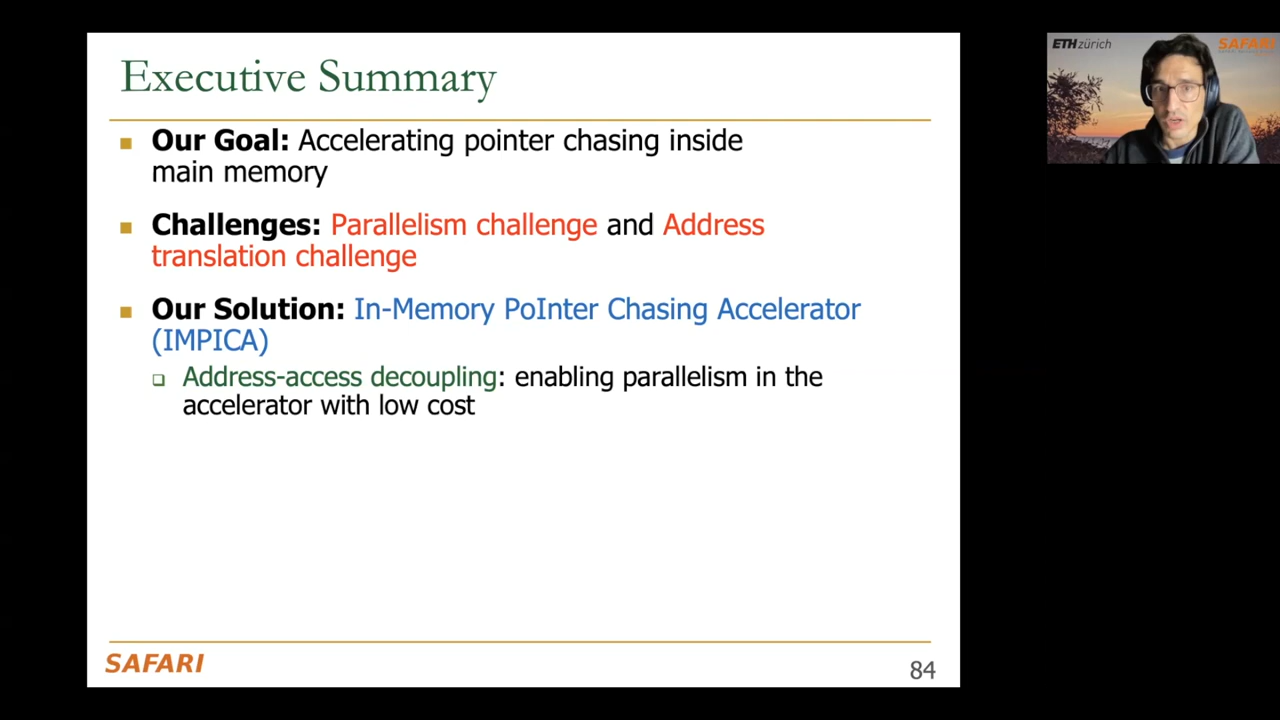 Executive Summary
Our Goal: Accelerating pointer chasing inside
main memory
Challenges: Parallelism challenge and Address
translation challenge
Our Solution: In-Memory PoInter Chasing Accelerator
(IMPICA)
Address-access decoupling: enabling parallelism in the
accelerator with low cost
SAFARI
84
ETH zürich
SAFARI